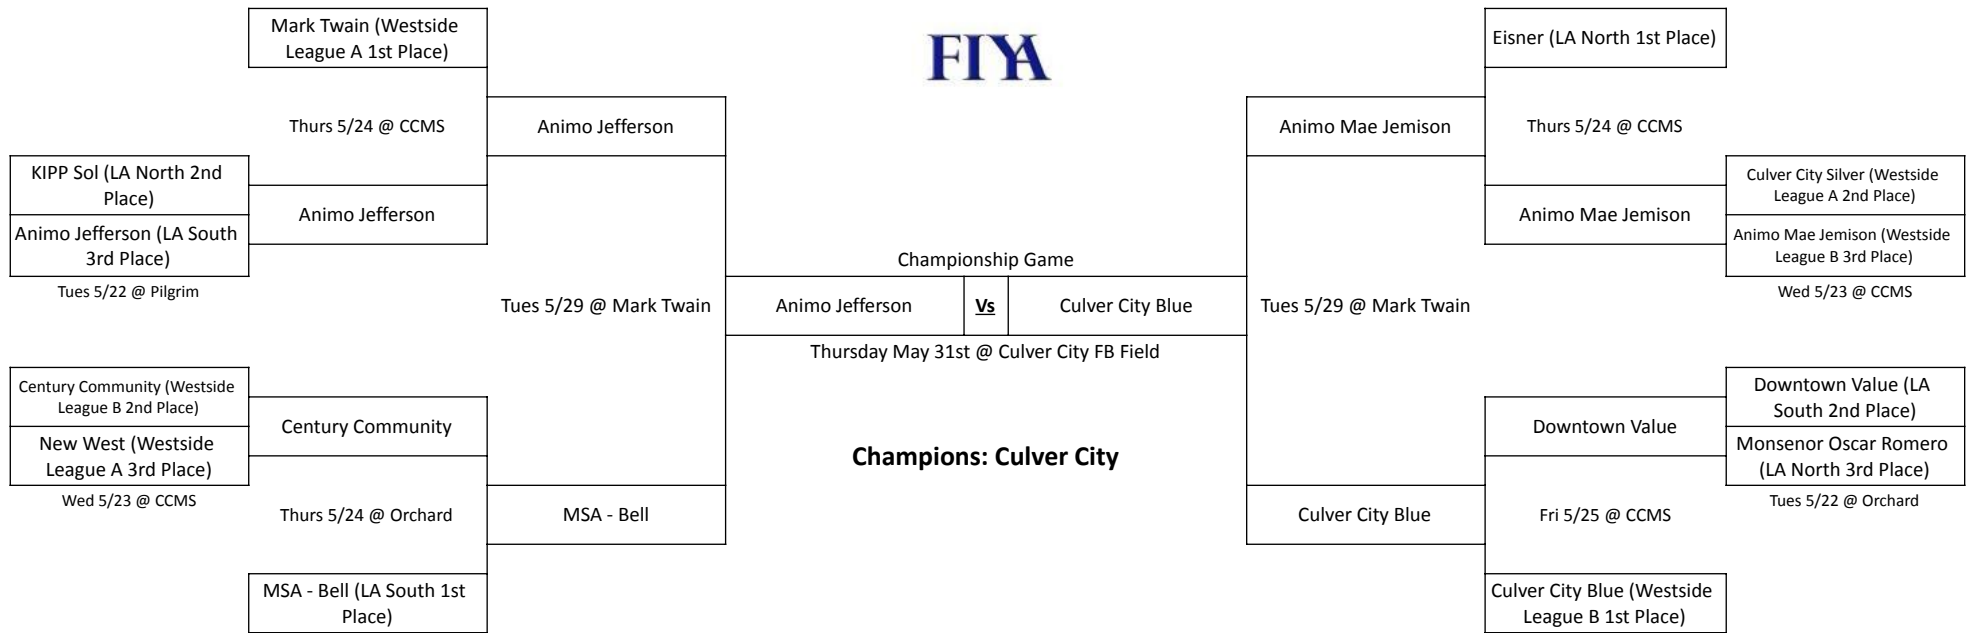 FIYA
Mark Twain (Westside
League A 1st Place)
Thurs 5/24 @ CCMS
KIPP Sol (LA North 2nd
Place)
Animo Jefferson (LA South
3rd Place)
Tues 5/22 @ Pilgrim
Animo Jefferson
Animo Jefferson
Tues 5/29 @ Mark Twain
Century Community (Westside
League B 2nd Place)
New West (Westside
League A 3rd Place)
Wed 5/23 @ CCMS
Century Community
Thurs 5/24 @ Orchard
MSA - Bell (LA South 1st
Place)
MSA - Bell
Championship Game
Animo Jefferson
Vs
Culver City Blue
Thursday May 31st @ Culver City FB Field
Champions: Culver City
Eisner (LA North 1st Place)
Animo Mae Jemison
Thurs 5/24 @ CCMS
Culver City Silver (Westside
League A 2nd Place)
Animo Mae Jemison
Animo Mae Jemison (Westside
League B 3rd Place)
Wed 5/23 @ CCMS
Tues 5/29 @ Mark Twain
Downtown Value (LA
South 2nd Place)
Downtown Value
Monsenor Oscar Romero
(LA North 3rd Place)
Tues 5/22 @ Orchard
Culver City Blue
Fri 5/25 @ CCMS
Culver City Blue (Westside
League B 1st Place)